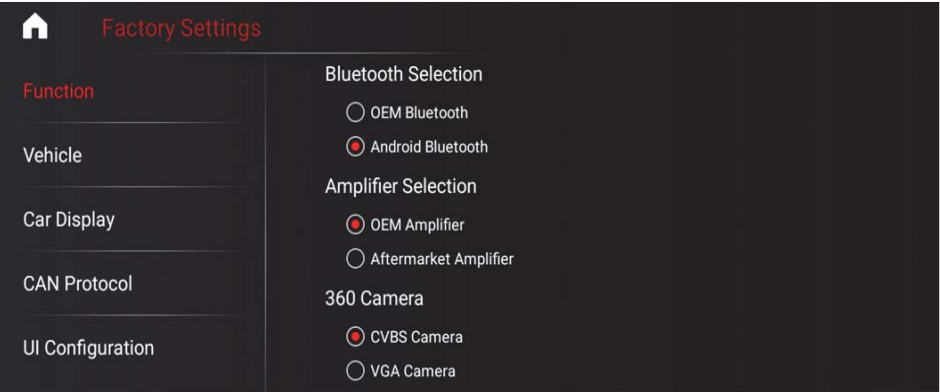 Factory Settings
Function
Vehicle
Car Display
CAN Protocol
UI Configuration
Bluetooth Selection
OEM Bluetooth
Android Bluetooth
Amplifier Selection
OEM Amplifier
Aftermarket Amplifier
360 Camera
CVBS Camera
VGA Camera